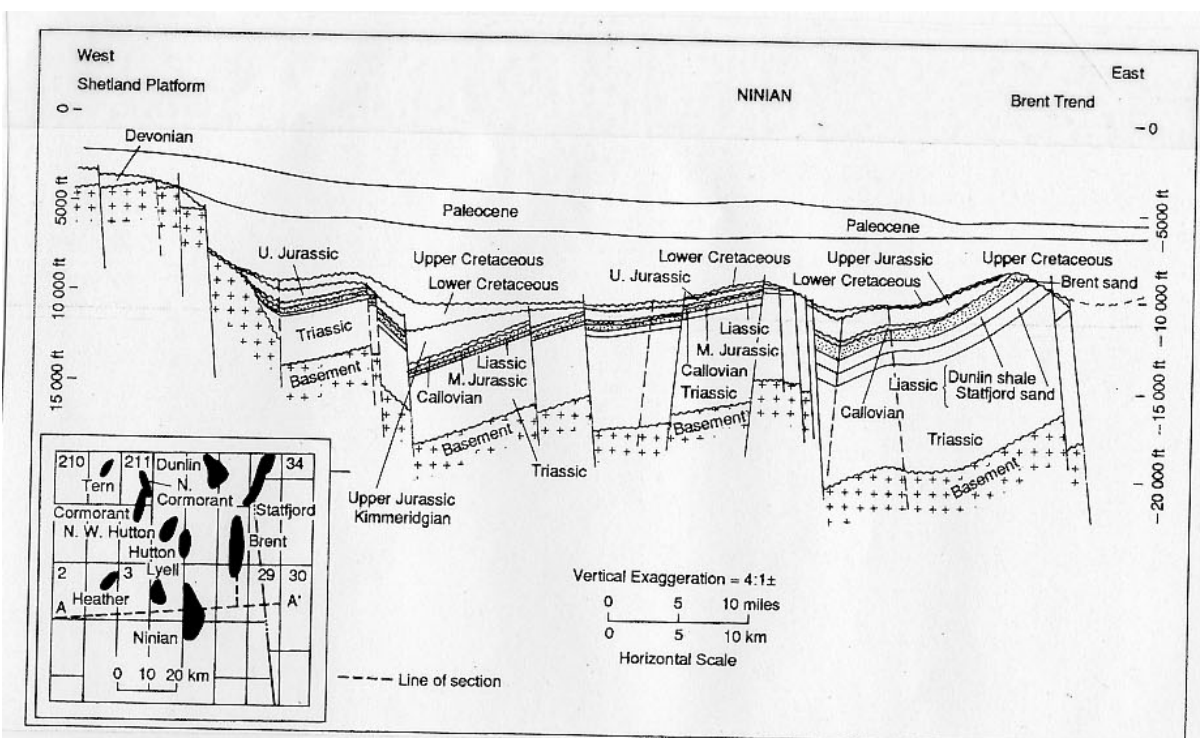 West
Shetland Platform
East
NINIAN
Brent Trend
0
0
Devonian
5000 ft
10 000 ft
15 000 ft
5000 ft
10 000 ft
15 000 ft
20 000 ft
Paleocene
Paleocene
U. Jurassic
Upper Cretaceous
Lower Cretaceous
U. Jurassic
Lower Cretaceous
Upper Jurassic
Lower Cretaceous
Upper Cretaceous
Brent sand
Triassic
Basement
Liassic
M. Jurassic
Callovian
Basement
Triassic
Upper Jurassic
Kimmeridgian
Liassic
M. Jurassic
Callovian
Triassic
Basement
Liassic
Dunlin shale
Statfjord sand
Callovian
Triassic
Basement
210
211
Dunlin
34
Tern
N.
Cormorant
Cormorant
Statfjord
N. W. Hutton
Hutton
Brent
Lyell
2
3
29
30
Heather
A
A'
Ninian
0 10 20 km
Line of section
Vertical Exaggeration = 4:1±
0 5 10 miles
0 5 10 km
Horizontal Scale